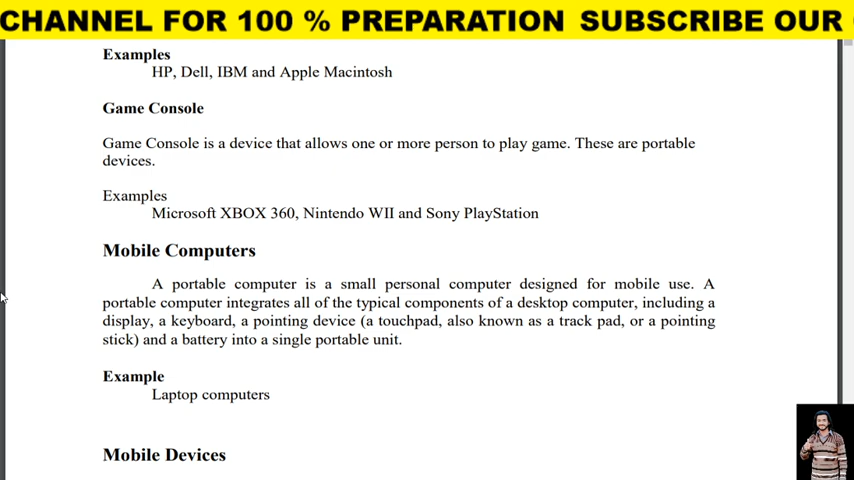 CHANNEL FOR 100 % PREPARATION SUBSCRIBE OUR
Examples
HP, Dell, IBM and Apple Macintosh
Game Console
Game Console is a device that allows one or more person to play game. These are portable
devices.
Examples
Microsoft XBOX 360, Nintendo WII and Sony PlayStation
Mobile Computers
A portable computer is a small personal computer designed for mobile use. A
portable computer integrates all of the typical components of a desktop computer, including a
display, a keyboard, a pointing device (a touchpad, also known as a track pad, or a pointing
stick) and a battery into a single portable unit.
Example
Laptop computers
Mobile Devices